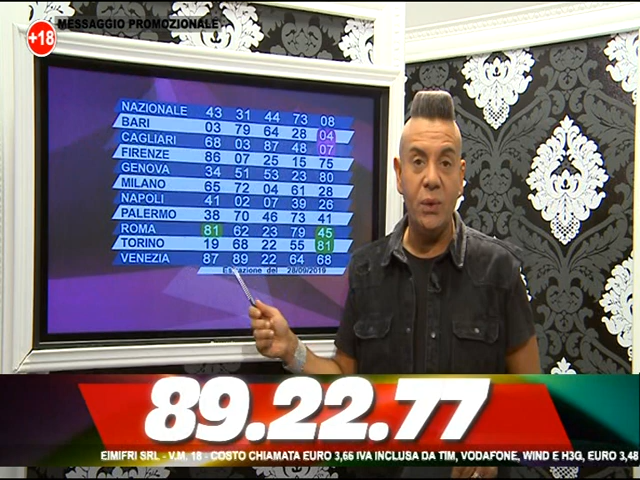 MESSAGGIO PROMOZIONALE
+18
NAZIONALE 43 31 44 73 08
BARI 03 79 64 28 04
CAGLIARI 68 03 87 48 07
FIRENZE 86 07 25 15 75
GENOVA 34 51 53 23 80
MILANO 65 72 04 61 28
NAPOLI 41 02 07 39 26
PALERMO 38 70 46 73 41
ROMA 81 62 23 79 45
TORINO 19 68 22 55 81
VENEZIA 87 89 22 64 68
Estrazione del 28/09/2019
89.22.77
EIMIFRI SRL - V.M. 18 - COSTO CHIAMATA EURO 3,66 IVA INCLUSA DA TIM, VODAFONE, WIND E H3G, EURO 3,48